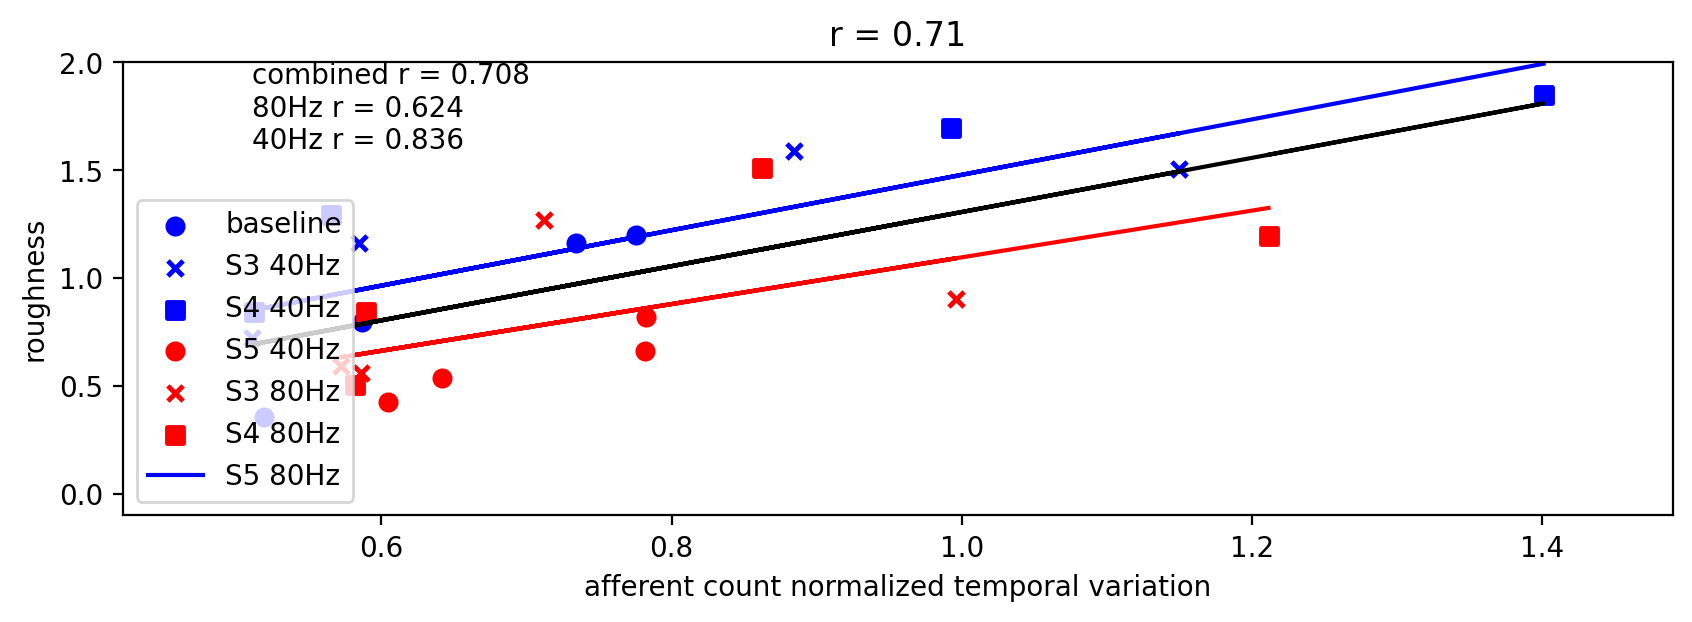 r = 0.71
combined r = 0.708
80Hz r = 0.624
40Hz r = 0.836
2.0
1.5
1.0
0.5
0.0
roughness
baseline
S3 40Hz
S4 40Hz
S5 40Hz
S3 80Hz
S4 80Hz
S5 80Hz
0.6
0.8
1.0
1.2
1.4
afferent count normalized temporal variation